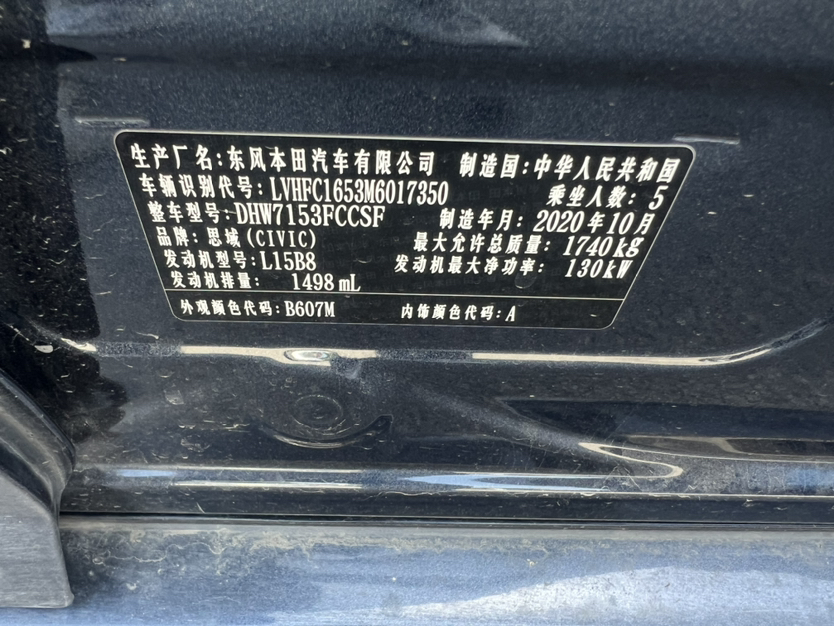 生产厂名:东风本田汽车有限公司 制造国:中华人民共和国
车辆识别代号:LVHFC1653M6017350 乘坐人数: 5
整车型号:DHW7153FCCSF 制造年月: 2020年10月
品牌:思域(CIVIC) 最大允许总质量: 1740kg
发动机型号:L15B8 发动机最大净功率: 130kW
发动机排量: 1498 mL
外观颜色代码:B607M 内饰颜色代码:A